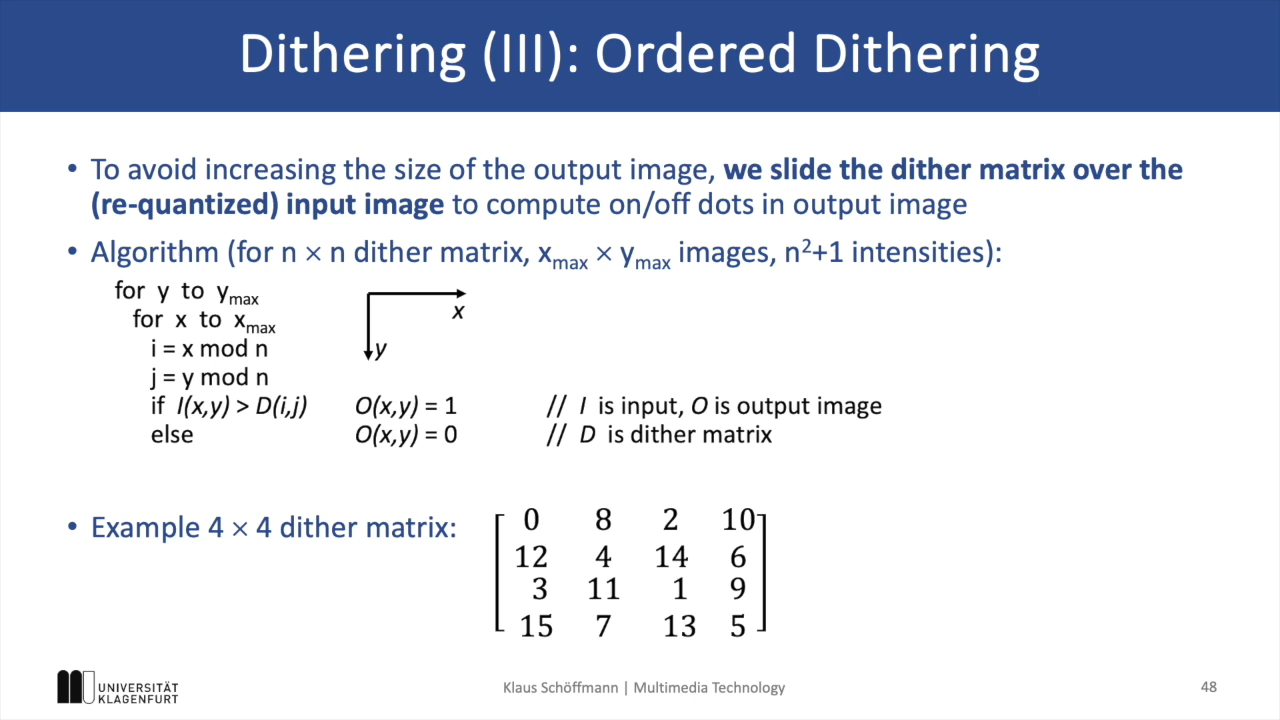 Dithering (III): Ordered Dithering
• To avoid increasing the size of the output image, we slide the dither matrix over the
(re-quantized) input image to compute on/off dots in output image
• Algorithm (for n × n dither matrix, xmax × ymax images, n²+1 intensities):
for y to ymax
for x to xmax
x
i = x mod n
y
j = y mod n
if I(x,y) > D(i,j) O(x,y) = 1 // I is input, O is output image
else O(x,y) = 0 // D is dither matrix
• Example 4 × 4 dither matrix:
0 8 2 10
12 4 14 6
3 11 1 9
15 7 13 5
UNIVERSITÄT
KLAGENFURT
Klaus Schöffmann | Multimedia Technology
48